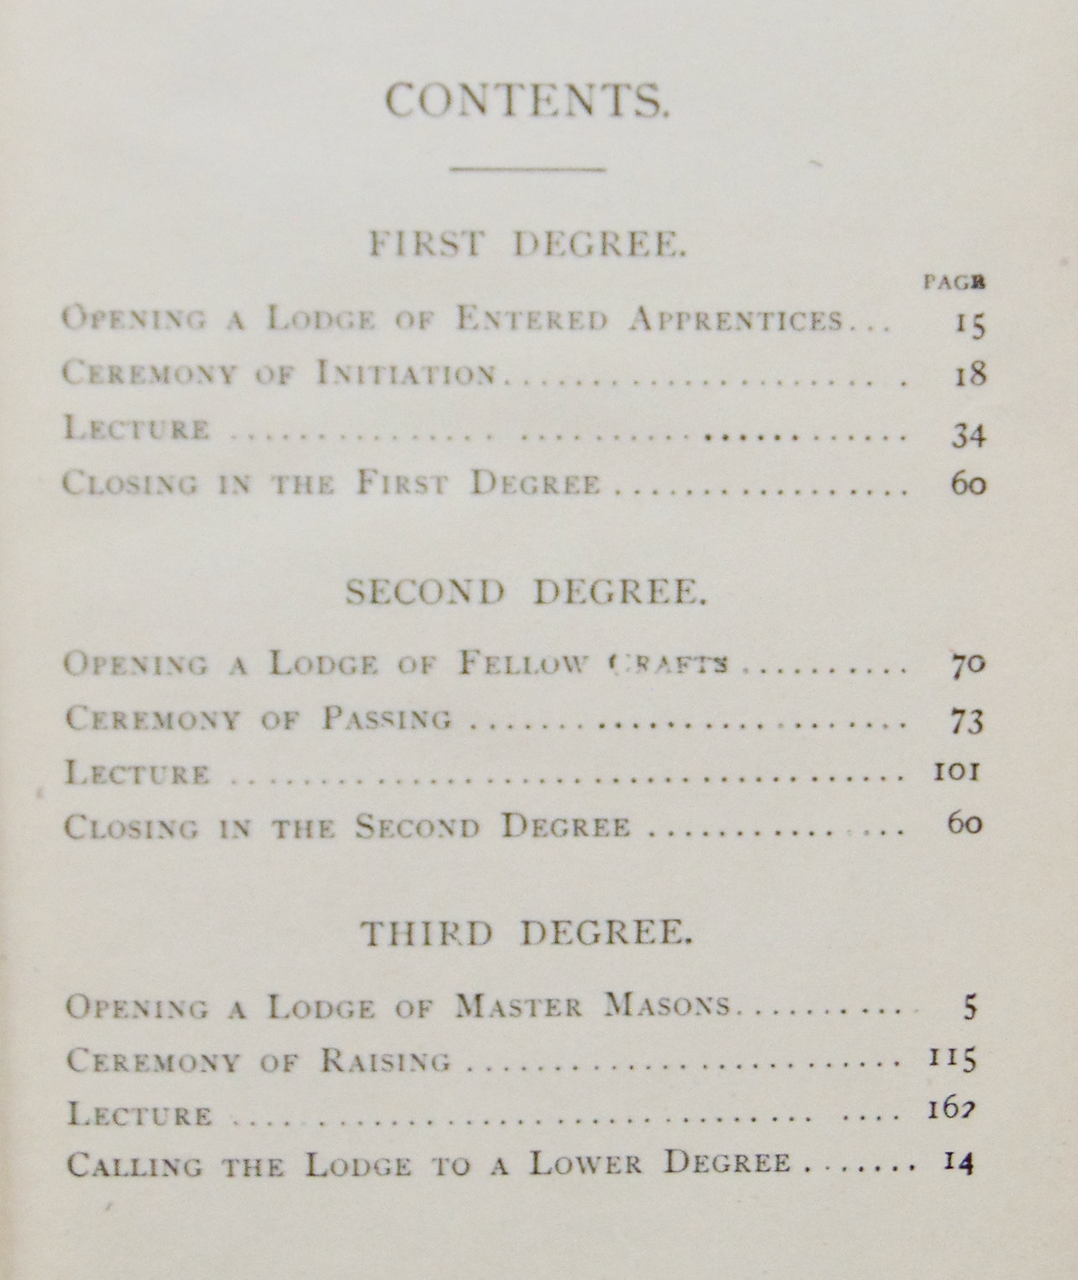 CONTENTS.
FIRST DEGREE.
PAGE
OPENING A LODGE OF ENTERED APPRENTICES... 15
CEREMONY OF INITIATION....................... 18
LECTURE ............................................. 34
CLOSING IN THE FIRST DEGREE .................. 60
SECOND DEGREE.
OPENING A LODGE OF FELLOW CRAFTS ............ 70
CEREMONY OF PASSING ............................ 73
LECTURE ............................................. 101
CLOSING IN THE SECOND DEGREE ............... 60
THIRD DEGREE.
OPENING A LODGE OF MASTER MASONS............ 5
CEREMONY OF RAISING ........................... 115
LECTURE ............................................
CALLING THE LODGE TO A LOWER DEGREE ....... 14